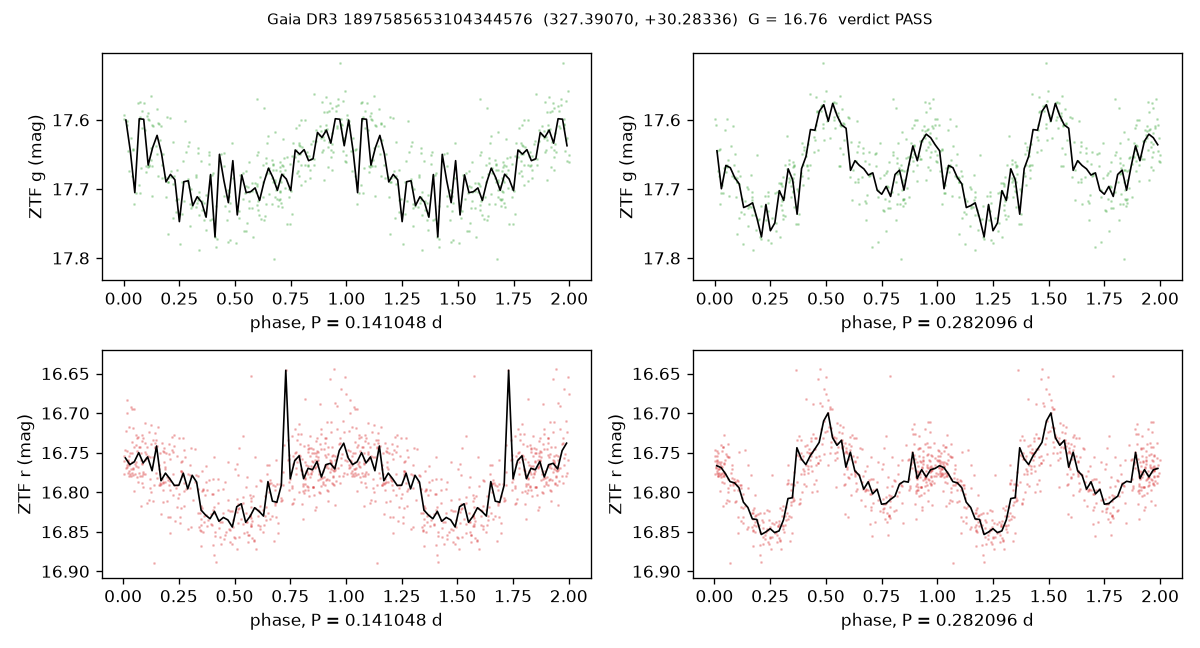 Gaia DR3 1897585653104344576  (327.39070, +30.28336)  G = 16.76  verdict PASS
ZTF g (mag)
17.6
17.7
17.8
0.00 0.25 0.50 0.75 1.00 1.25 1.50 1.75 2.00
phase, P = 0.141048 d
ZTF g (mag)
17.6
17.7
17.8
0.00 0.25 0.50 0.75 1.00 1.25 1.50 1.75 2.00
phase, P = 0.282096 d
ZTF r (mag)
16.65
16.70
16.75
16.80
16.85
16.90
0.00 0.25 0.50 0.75 1.00 1.25 1.50 1.75 2.00
phase, P = 0.141048 d
ZTF r (mag)
16.65
16.70
16.75
16.80
16.85
16.90
0.00 0.25 0.50 0.75 1.00 1.25 1.50 1.75 2.00
phase, P = 0.282096 d